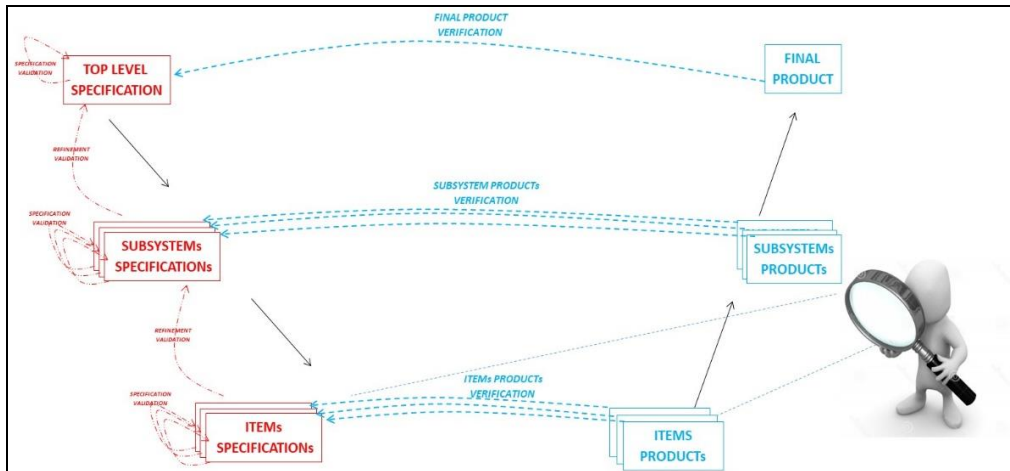 FINAL PRODUCT
VERIFICATION
SPECIFICATION
VALIDATION
TOP LEVEL
SPECIFICATION
FINAL
PRODUCT
REFINEMENT
VALIDATION
SUBSYSTEM PRODUCTs
VERIFICATION
SPECIFICATION
VALIDATION
SUBSYSTEMs
SPECIFICATIONs
SUBSYSTEMs
PRODUCTs
REFINEMENT
VALIDATION
ITEMs PRODUCTs
VERIFICATION
SPECIFICATION
VALIDATION
ITEMs
SPECIFICATIONs
ITEMS
PRODUCTs